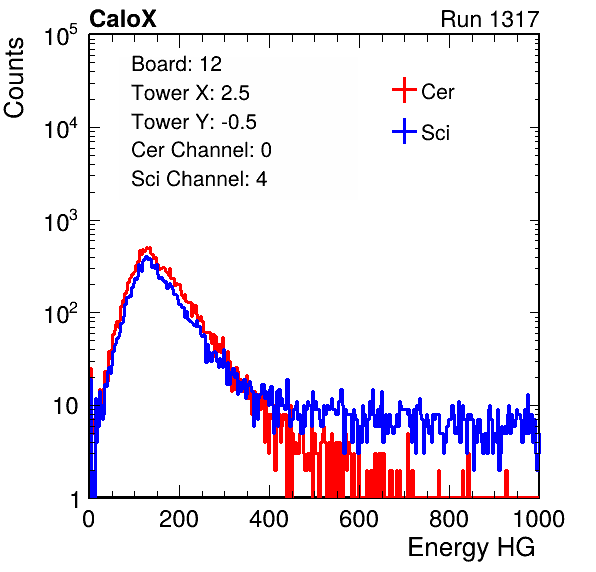 CaloX Run 1317
Counts
10^5
10^4
10^3
10^2
10
1
Board: 12
Tower X: 2.5
Tower Y: -0.5
Cer Channel: 0
Sci Channel: 4
Cer
Sci
0 200 400 600 800 1000
Energy HG